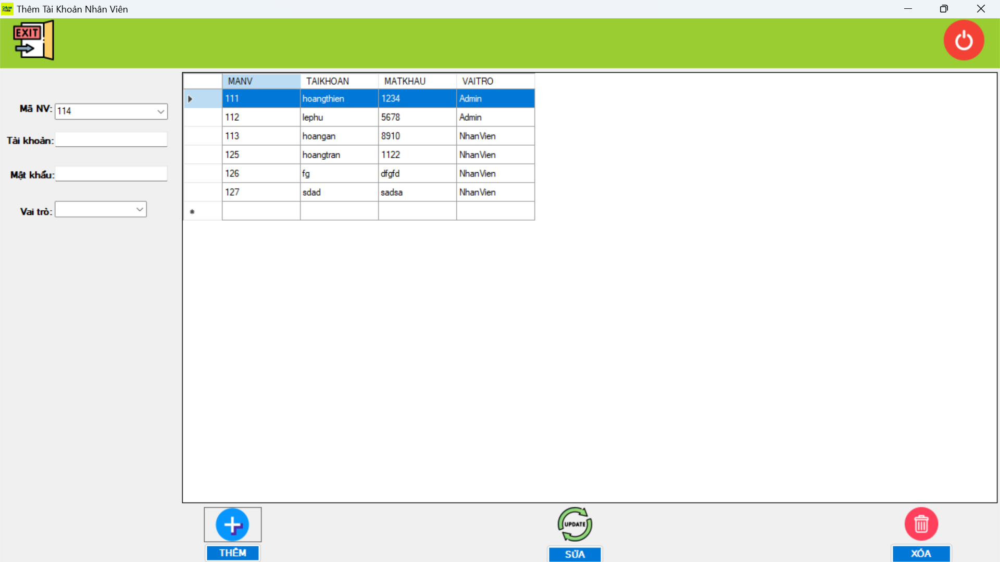 Thêm Tài Khoản Nhân Viên
EXIT
Mã NV: 114
Tài khoản:
Mật khẩu:
Vai trò:
MANV TAIKHOAN MATKHAU VAITRO
111 hoangthien 1234 Admin
112 lephu 5678 Admin
113 hoangan 8910 NhanVien
125 hoangtran 1122 NhanVien
126 fg dfgfd NhanVien
127 sdad sadsa NhanVien
THÊM
UPDATE
SỬA
XÓA